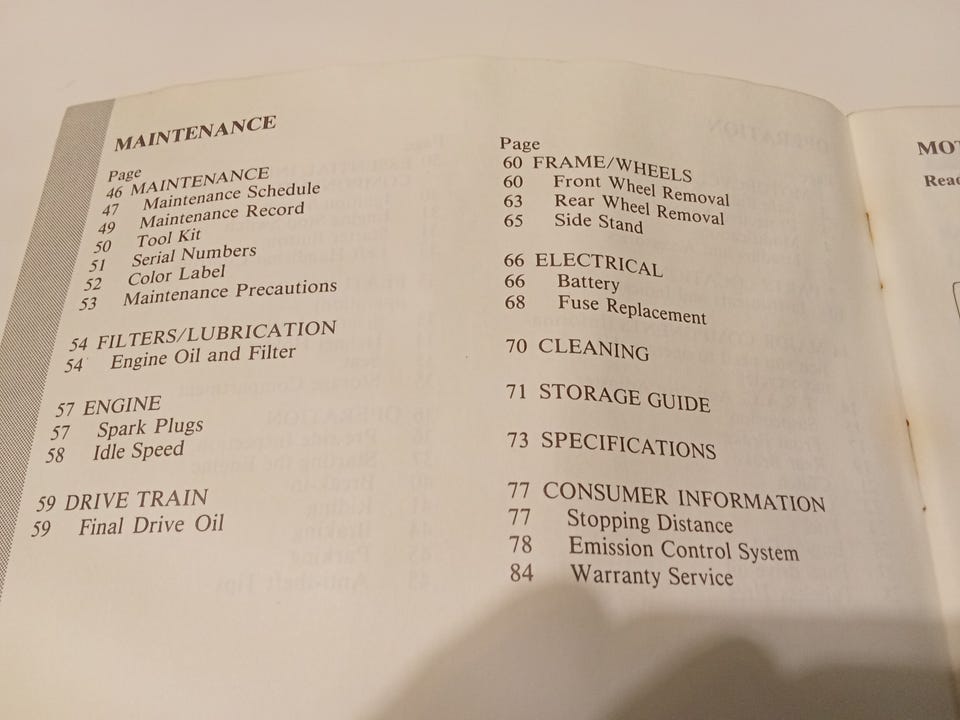 MAINTENANCE
Page
46 MAINTENANCE
47 Maintenance Schedule
49 Maintenance Record
50 Tool Kit
51 Serial Numbers
52 Color Label
53 Maintenance Precautions
54 FILTERS/LUBRICATION
54 Engine Oil and Filter
57 ENGINE
57 Spark Plugs
58 Idle Speed
59 DRIVE TRAIN
59 Final Drive Oil
Page
60 FRAME/WHEELS
60 Front Wheel Removal
63 Rear Wheel Removal
65 Side Stand
66 ELECTRICAL
66 Battery
68 Fuse Replacement
70 CLEANING
71 STORAGE GUIDE
73 SPECIFICATIONS
77 CONSUMER INFORMATION
77 Stopping Distance
78 Emission Control System
84 Warranty Service